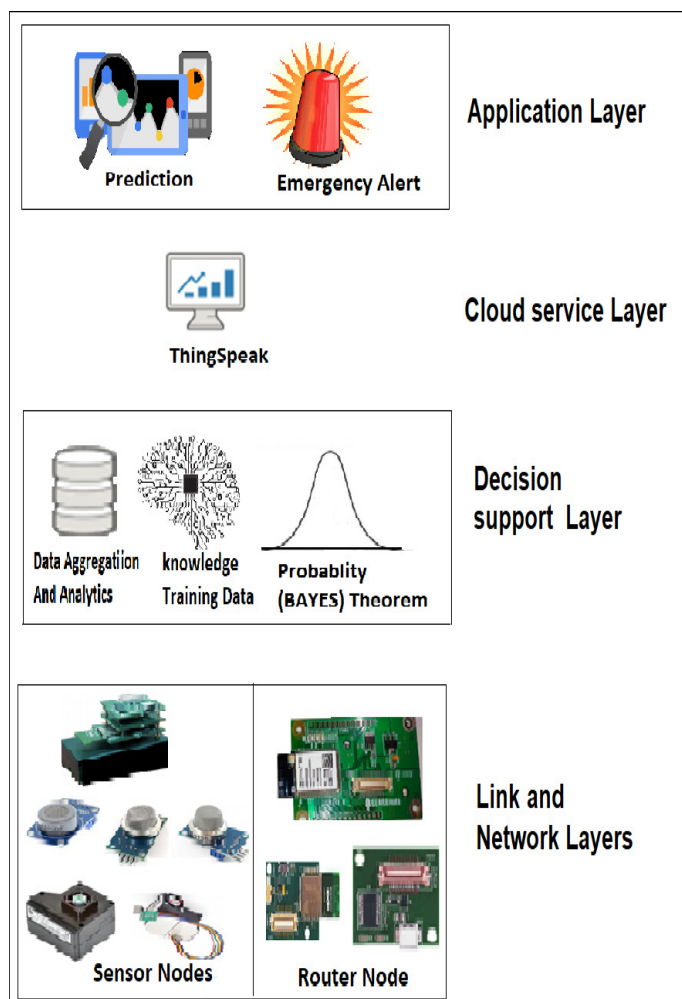 Prediction
Emergency Alert
Application Layer
ThingSpeak
Cloud service Layer
Data Aggregatiion
And Analytics
knowledge
Training Data
Probablity
(BAYES) Theorem
Decision
support Layer
Sensor Nodes
Router Node
Link and
Network Layers